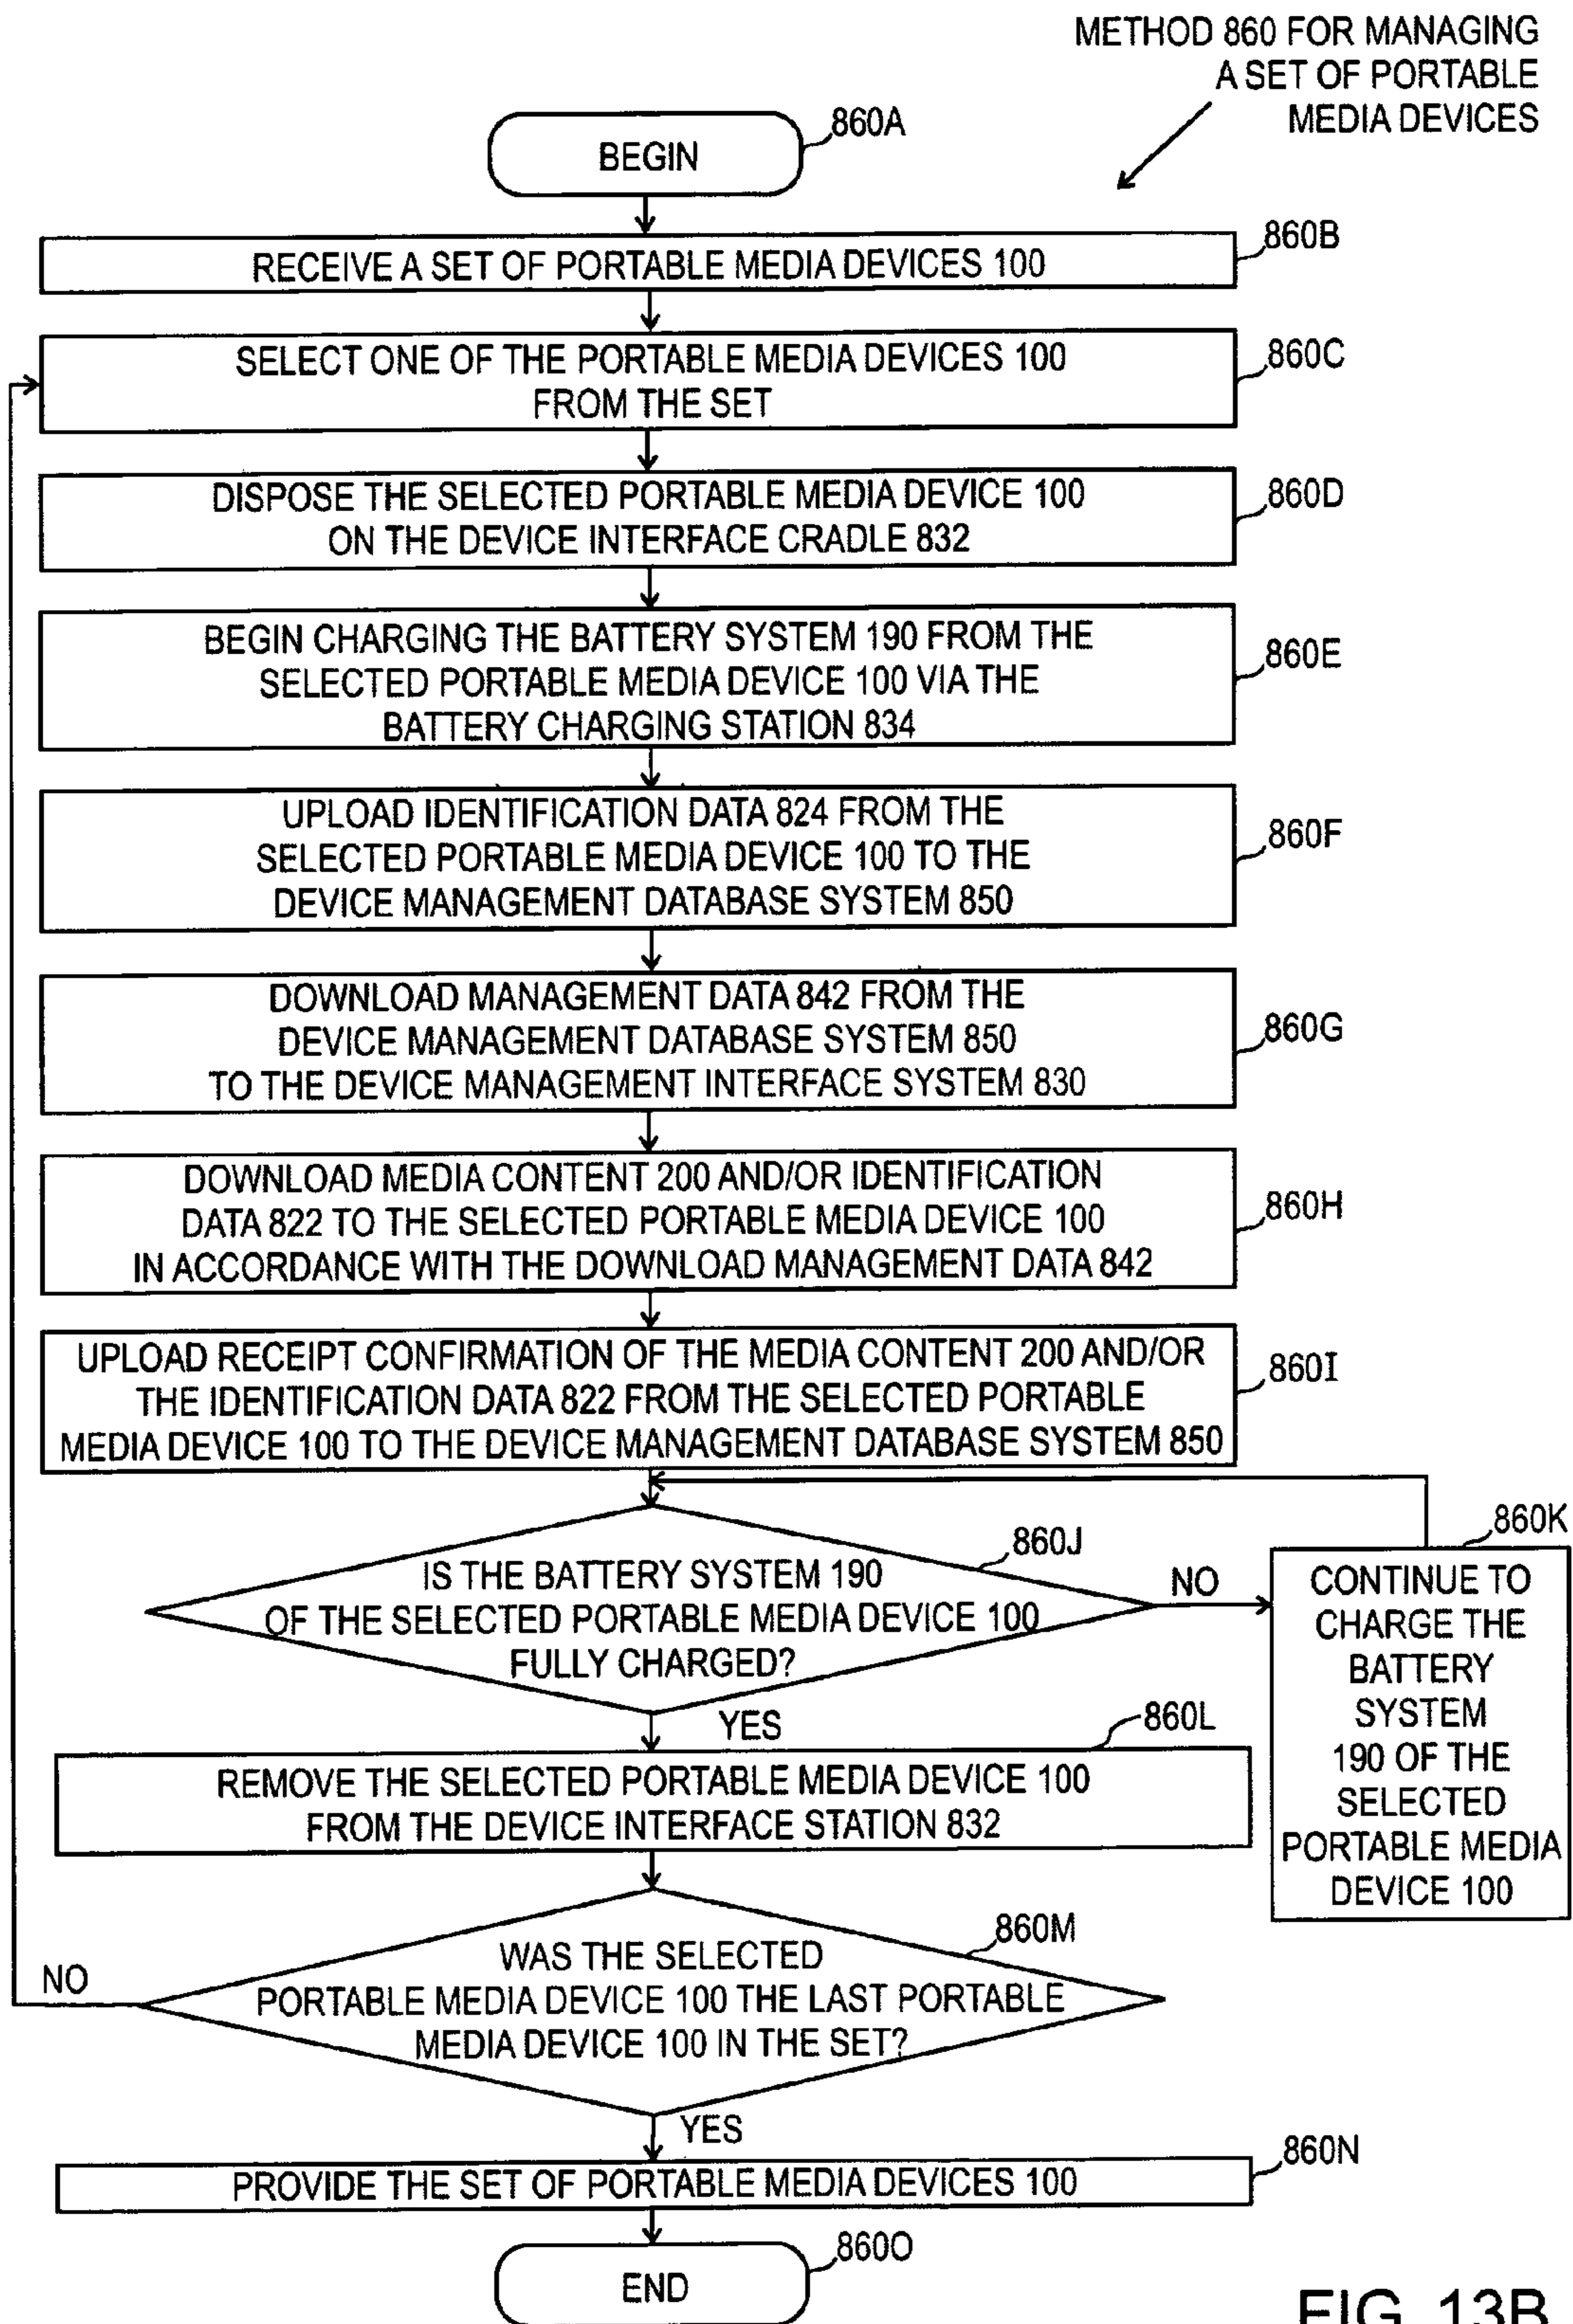 METHOD 860 FOR MANAGING
A SET OF PORTABLE
MEDIA DEVICES
BEGIN
860A
RECEIVE A SET OF PORTABLE MEDIA DEVICES 100
860B
SELECT ONE OF THE PORTABLE MEDIA DEVICES 100
FROM THE SET
860C
DISPOSE THE SELECTED PORTABLE MEDIA DEVICE 100
ON THE DEVICE INTERFACE CRADLE 832
860D
BEGIN CHARGING THE BATTERY SYSTEM 190 FROM THE
SELECTED PORTABLE MEDIA DEVICE 100 VIA THE
BATTERY CHARGING STATION 834
860E
UPLOAD IDENTIFICATION DATA 824 FROM THE
SELECTED PORTABLE MEDIA DEVICE 100 TO THE
DEVICE MANAGEMENT DATABASE SYSTEM 850
860F
DOWNLOAD MANAGEMENT DATA 842 FROM THE
DEVICE MANAGEMENT DATABASE SYSTEM 850
TO THE DEVICE MANAGEMENT INTERFACE SYSTEM 830
860G
DOWNLOAD MEDIA CONTENT 200 AND/OR IDENTIFICATION
DATA 822 TO THE SELECTED PORTABLE MEDIA DEVICE 100
IN ACCORDANCE WITH THE DOWNLOAD MANAGEMENT DATA 842
860H
UPLOAD RECEIPT CONFIRMATION OF THE MEDIA CONTENT 200 AND/OR
THE IDENTIFICATION DATA 822 FROM THE SELECTED PORTABLE
MEDIA DEVICE 100 TO THE DEVICE MANAGEMENT DATABASE SYSTEM 850
860I
IS THE BATTERY SYSTEM 190
OF THE SELECTED PORTABLE MEDIA DEVICE 100
FULLY CHARGED?
860J
NO
860K
CONTINUE TO
CHARGE THE
BATTERY
SYSTEM
190 OF THE
SELECTED
PORTABLE MEDIA
DEVICE 100
YES
860L
REMOVE THE SELECTED PORTABLE MEDIA DEVICE 100
FROM THE DEVICE INTERFACE STATION 832
860M
WAS THE SELECTED
PORTABLE MEDIA DEVICE 100 THE LAST PORTABLE
MEDIA DEVICE 100 IN THE SET?
NO
YES
PROVIDE THE SET OF PORTABLE MEDIA DEVICES 100
860N
END
860O
FIG. 13B